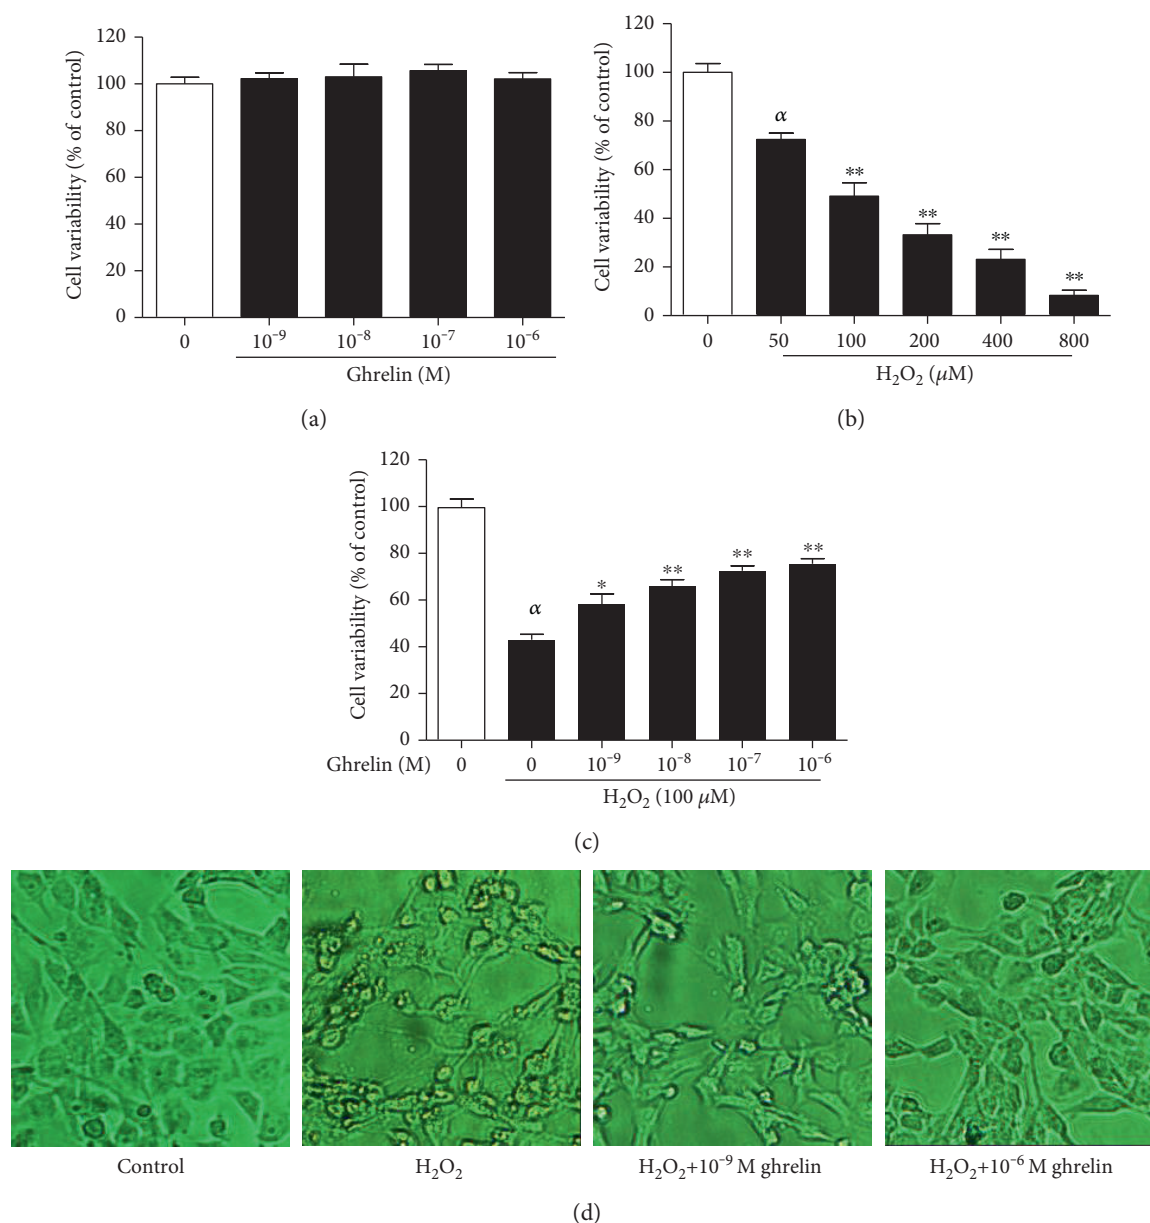 120
100
80
60
40
20
0
Cell variability (% of control)
0 10⁻⁹ 10⁻⁸ 10⁻⁷ 10⁻⁶
Ghrelin (M)
(a)
120
100
80
60
40
20
0
Cell variability (% of control)
α ** ** ** **
0 50 100 200 400 800
H₂O₂ (μM)
(b)
120
100
80
60
40
20
0
Cell variability (% of control)
α * ** ** **
Ghrelin (M) 0 0 10⁻⁹ 10⁻⁸ 10⁻⁷ 10⁻⁶
H₂O₂ (100 μM)
(c)
Control
H₂O₂
H₂O₂+10⁻⁹ M ghrelin
H₂O₂+10⁻⁶ M ghrelin
(d)